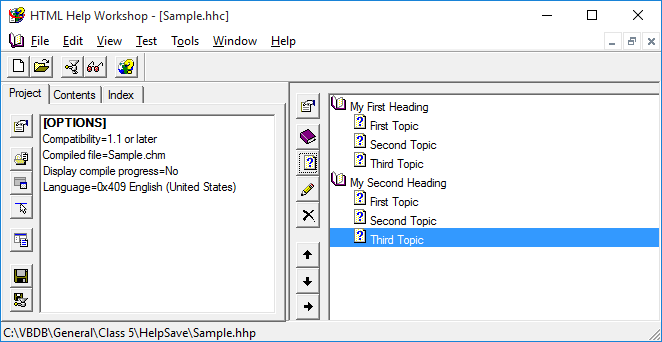 HTML Help Workshop - [Sample.hhc]
File Edit View Test Tools Window Help
Project Contents Index
[OPTIONS]
Compatibility=1.1 or later
Compiled file=Sample.chm
Display compile progress=No
Language=0x409 English (United States)
My First Heading
First Topic
Second Topic
Third Topic
My Second Heading
First Topic
Second Topic
Third Topic
C:\VBDB\General\Class 5\HelpSave\Sample.hhp